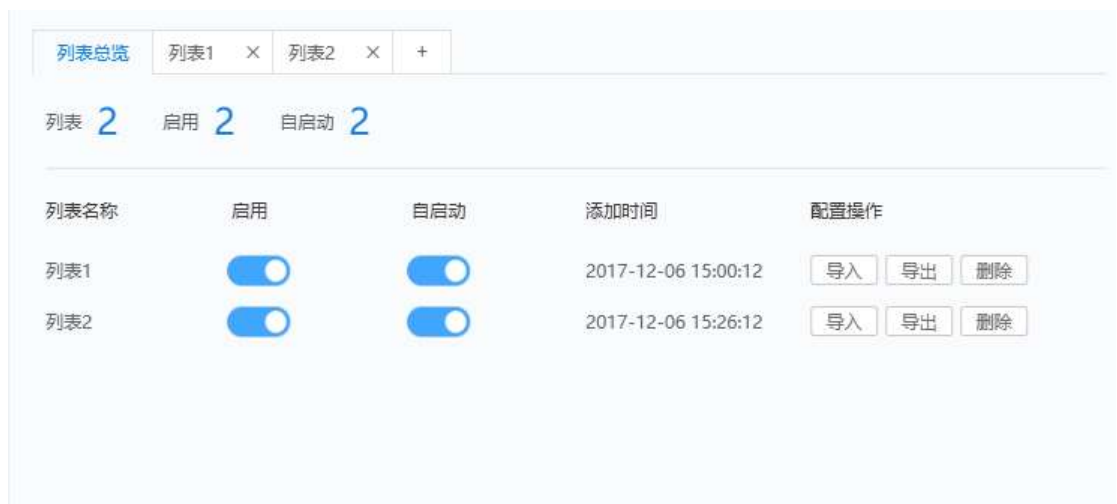 列表总览 列表1 × 列表2 × +
列表 2 启用 2 自启动 2
列表名称 启用 自启动 添加时间 配置操作
列表1 2017-12-06 15:00:12 导入 导出 删除
列表2 2017-12-06 15:26:12 导入 导出 删除